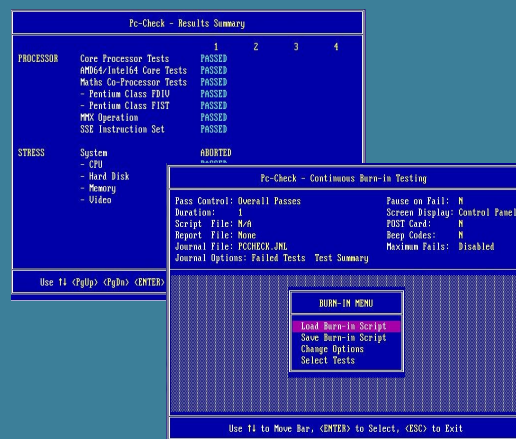 Pc-Check - Results Summary
1 2 3 4
PROCESSOR Core Processor Tests PASSED
AMD64/Intel64 Core Tests PASSED
Maths Co-Processor Tests PASSED
- Pentium Class FDIV PASSED
- Pentium Class FIST PASSED
MMX Operation PASSED
SSE Instruction Set PASSED
STRESS System ABORTED
- CPU PASSED
- Hard Disk
- Memory
- Video
Use ↑↓ <PgUp> <PgDn> <ENTER>
Pc-Check - Continuous Burn-in Testing
Pass Control: Overall Passes Pause on Fail: N
Duration: 1 Screen Display: Control Panel
Script File: N/A POST Card: N
Report File: None Beep Codes: N
Journal File: PCCHECK.JNL Maximum Fails: Disabled
Journal Options: Failed Tests Test Summary
BURN-IN MENU
Load Burn-in Script
Save Burn-in Script
Change Options
Select Tests
Use ↑↓ to Move Bar, <ENTER> to Select, <ESC> to Exit